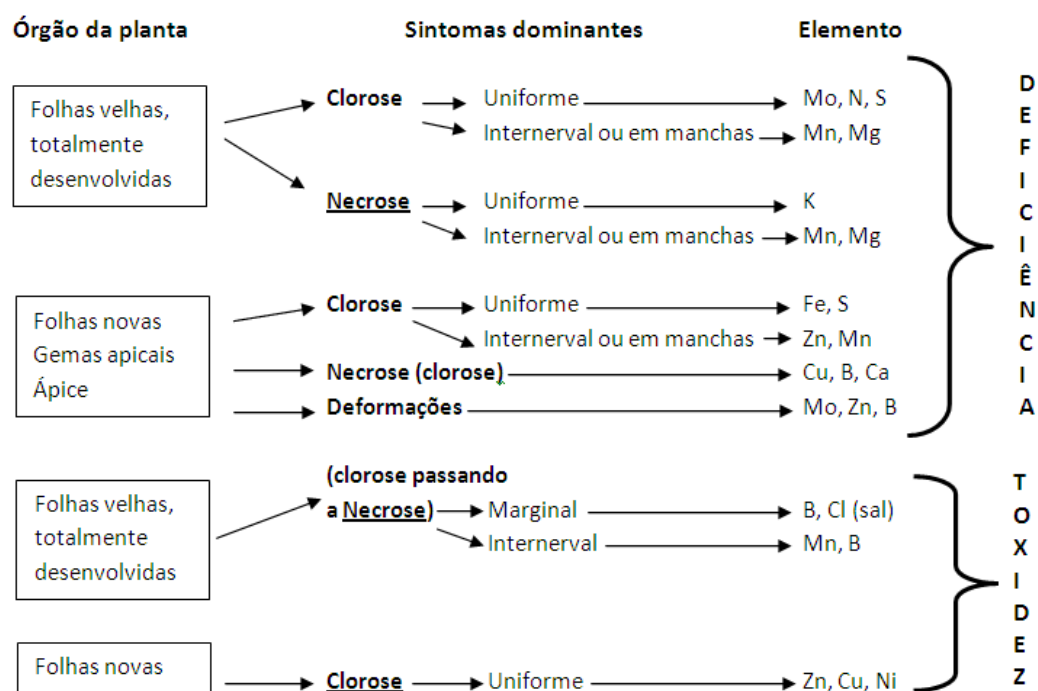 Órgão da planta Sintomas dominantes Elemento
Folhas velhas,
totalmente
desenvolvidas
Clorose Uniforme Mo, N, S
Internerval ou em manchas Mn, Mg
Necrose Uniforme K
Internerval ou em manchas Mn, Mg
Folhas novas
Gemas apicais
Ápice
Clorose Uniforme Fe, S
Internerval ou em manchas Zn, Mn
Necrose (clorose) Cu, B, Ca
Deformações Mo, Zn, B
DEFICIÊNCIA
Folhas velhas,
totalmente
desenvolvidas
(clorose passando
a Necrose) Marginal B, Cl (sal)
Internerval Mn, B
Folhas novas
Clorose Uniforme Zn, Cu, Ni
TOXIDEZ